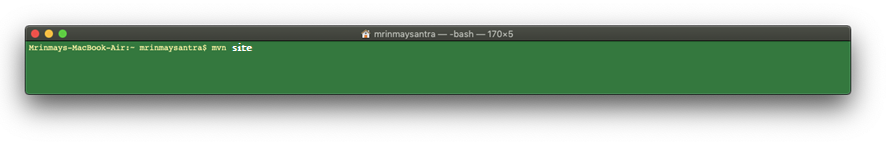 mrinmaysantra — -bash — 170×5
Mrinmays-MacBook-Air:~ mrinmaysantra$ mvn site